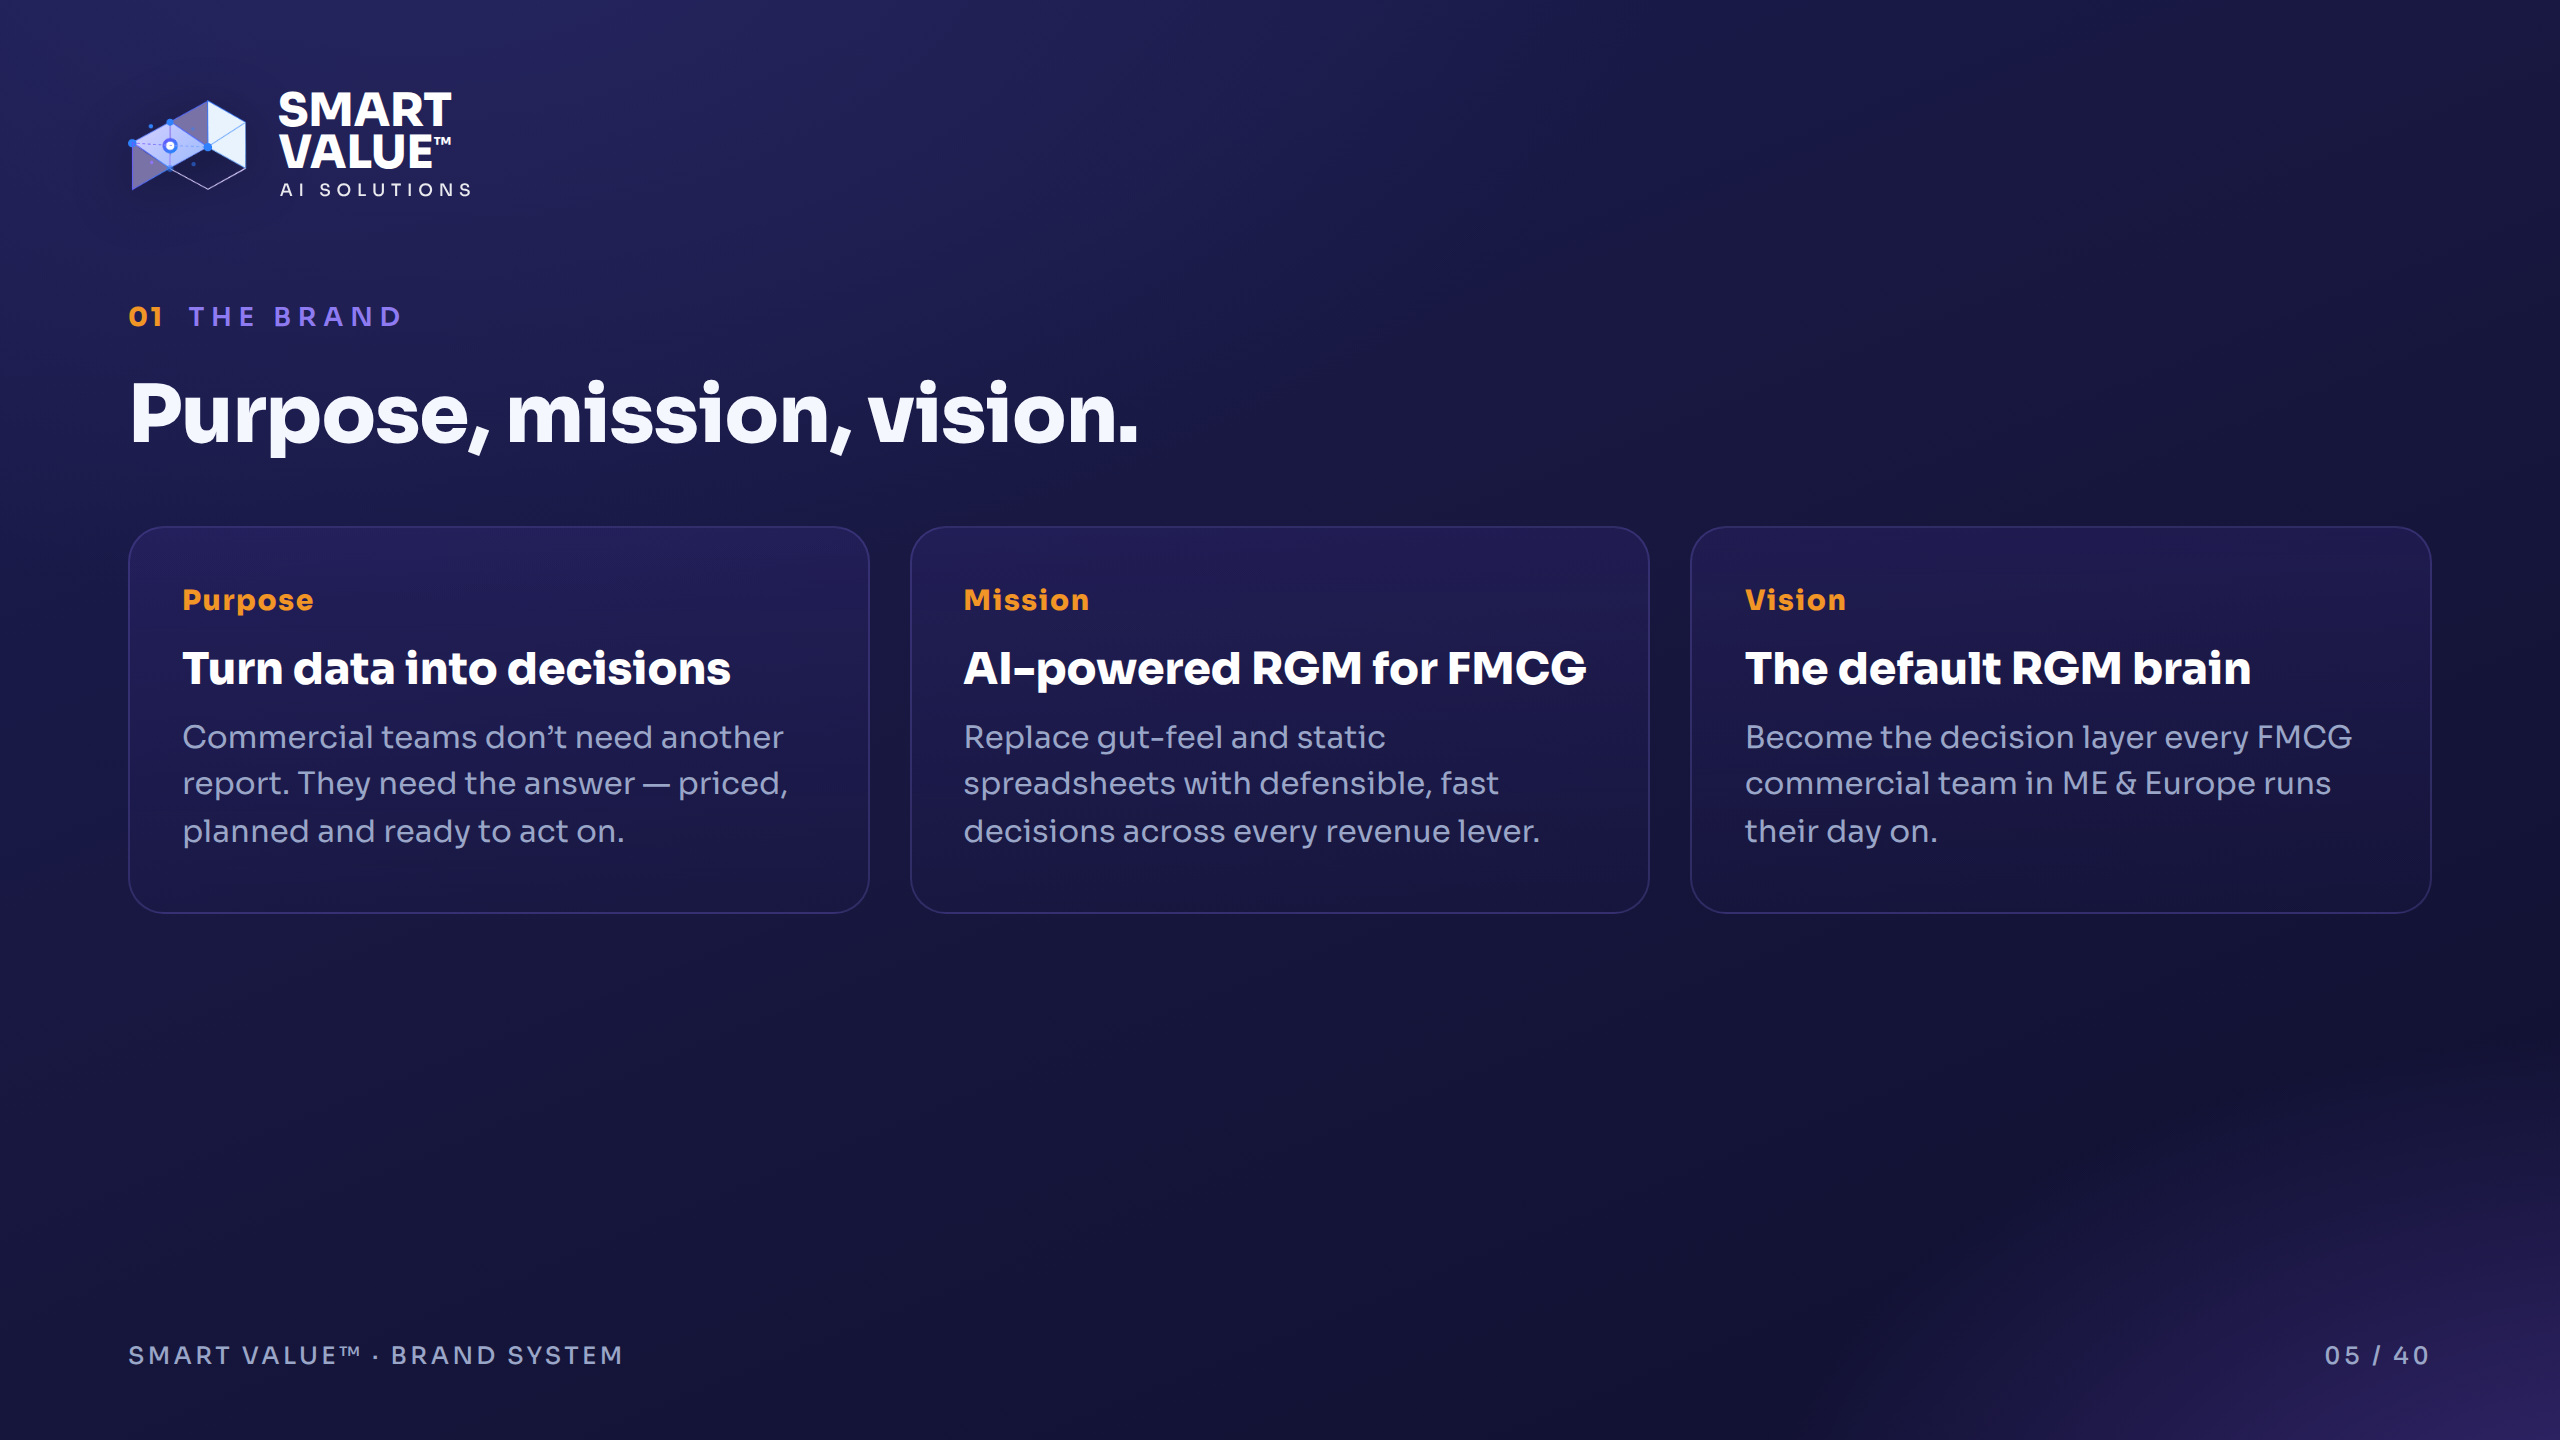 SMART
VALUE™
AI SOLUTIONS
01 THE BRAND
Purpose, mission, vision.
Purpose
Turn data into decisions
Commercial teams don’t need another
report. They need the answer — priced,
planned and ready to act on.
Mission
AI-powered RGM for FMCG
Replace gut-feel and static
spreadsheets with defensible, fast
decisions across every revenue lever.
Vision
The default RGM brain
Become the decision layer every FMCG
commercial team in ME & Europe runs
their day on.
SMART VALUE™ · BRAND SYSTEM
05 / 40